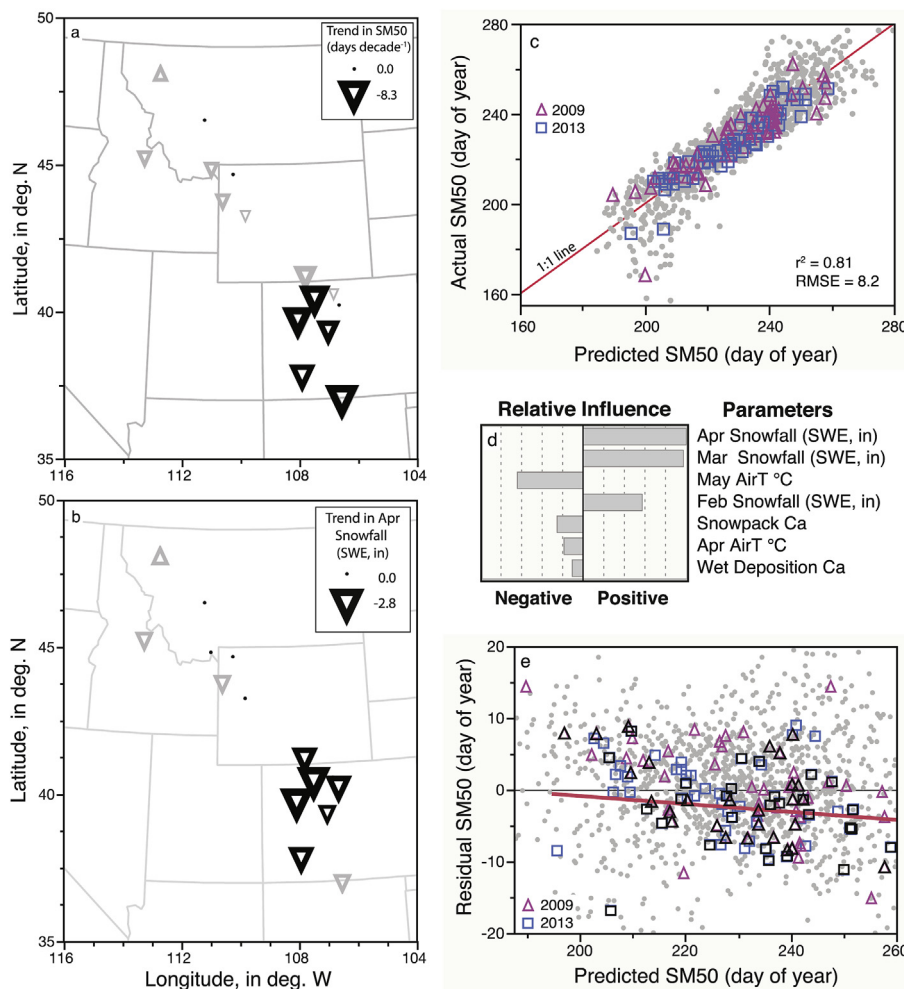 a
Trend in SM50
(days decade⁻¹)
0.0
-8.3
50
45
40
35
116
112
108
104
Latitude, in deg. N
b
Trend in Apr
Snowfall
(SWE, in)
0.0
-2.8
50
45
40
35
116
112
108
104
Latitude, in deg. N
Longitude, in deg. W
c
2009
2013
1:1 line
r² = 0.81
RMSE = 8.2
280
240
200
160
160
200
240
280
Actual SM50 (day of year)
Predicted SM50 (day of year)
Relative Influence
Parameters
d
Apr Snowfall (SWE, in)
Mar Snowfall (SWE, in)
May AirT °C
Feb Snowfall (SWE, in)
Snowpack Ca
Apr AirT °C
Wet Deposition Ca
Negative
Positive
e
2009
2013
20
10
0
-10
-20
200
220
240
260
Residual SM50 (day of year)
Predicted SM50 (day of year)